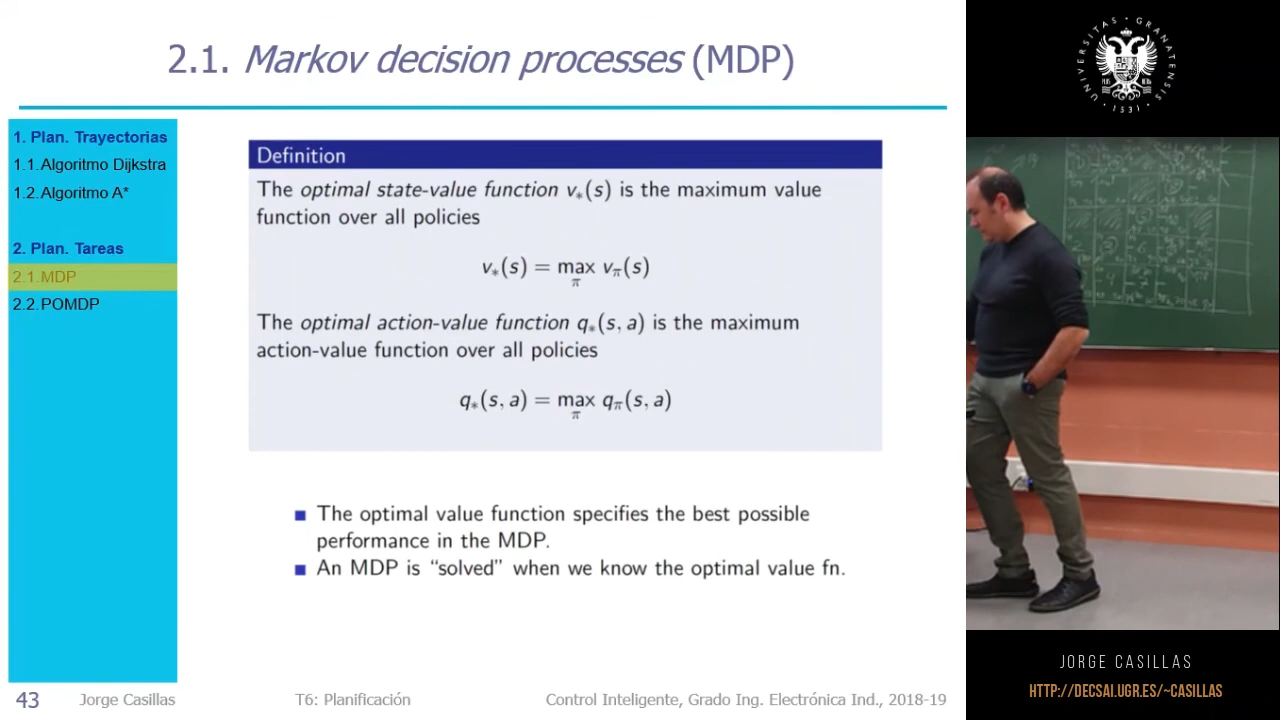 2.1. Markov decision processes (MDP)
1. Plan. Trayectorias
1.1. Algoritmo Dijkstra
1.2. Algoritmo A*
2. Plan. Tareas
2.1. MDP
2.2. POMDP
Definition
The optimal state-value function v∗(s) is the maximum value
function over all policies
v∗(s) = max vπ(s)
π
The optimal action-value function q∗(s, a) is the maximum
action-value function over all policies
q∗(s, a) = max qπ(s, a)
π
■ The optimal value function specifies the best possible
performance in the MDP.
■ An MDP is “solved” when we know the optimal value fn.
43 Jorge Casillas T6: Planificación Control Inteligente, Grado Ing. Electrónica Ind., 2018-19
UNIVERSITAS · GRANATENSIS · 1531 ·
JORGE CASILLAS
HTTP://DECSAI.UGR.ES/~CASILLAS